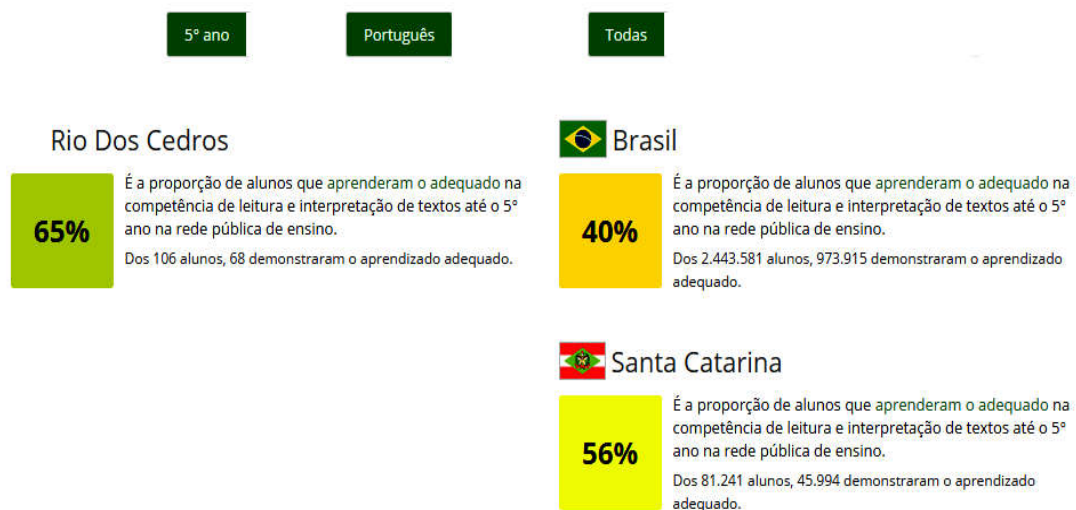 5º ano
Português
Todas
Rio Dos Cedros
65%
É a proporção de alunos que aprenderam o adequado na
competência de leitura e interpretação de textos até o 5º
ano na rede pública de ensino.
Dos 106 alunos, 68 demonstraram o aprendizado adequado.
Brasil
40%
É a proporção de alunos que aprenderam o adequado na
competência de leitura e interpretação de textos até o 5º
ano na rede pública de ensino.
Dos 2.443.581 alunos, 973.915 demonstraram o aprendizado
adequado.
Santa Catarina
56%
É a proporção de alunos que aprenderam o adequado na
competência de leitura e interpretação de textos até o 5º
ano na rede pública de ensino.
Dos 81.241 alunos, 45.994 demonstraram o aprendizado
adequado.